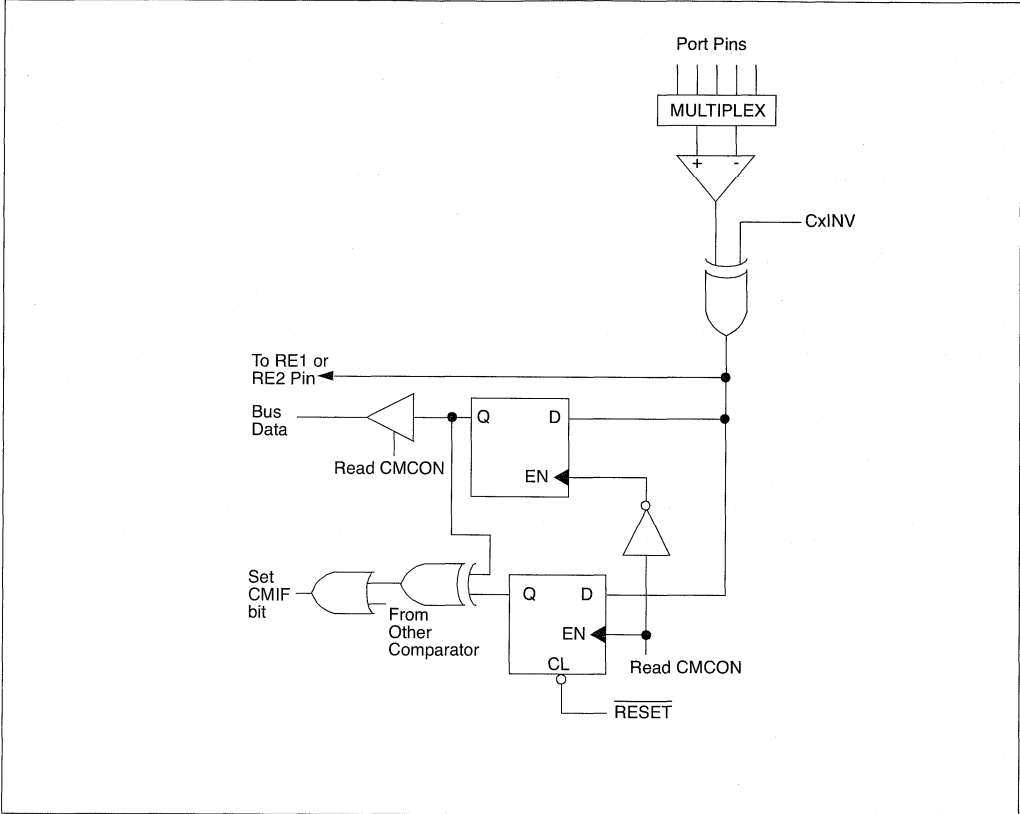 Port Pins
MULTIPLEX
+ -
CxINV
To RE1 or
RE2 Pin
Bus
Data
Q D
Read CMCON
EN
Set
CMIF
bit
From
Other
Comparator
Q D
EN
CL
Read CMCON
RESET